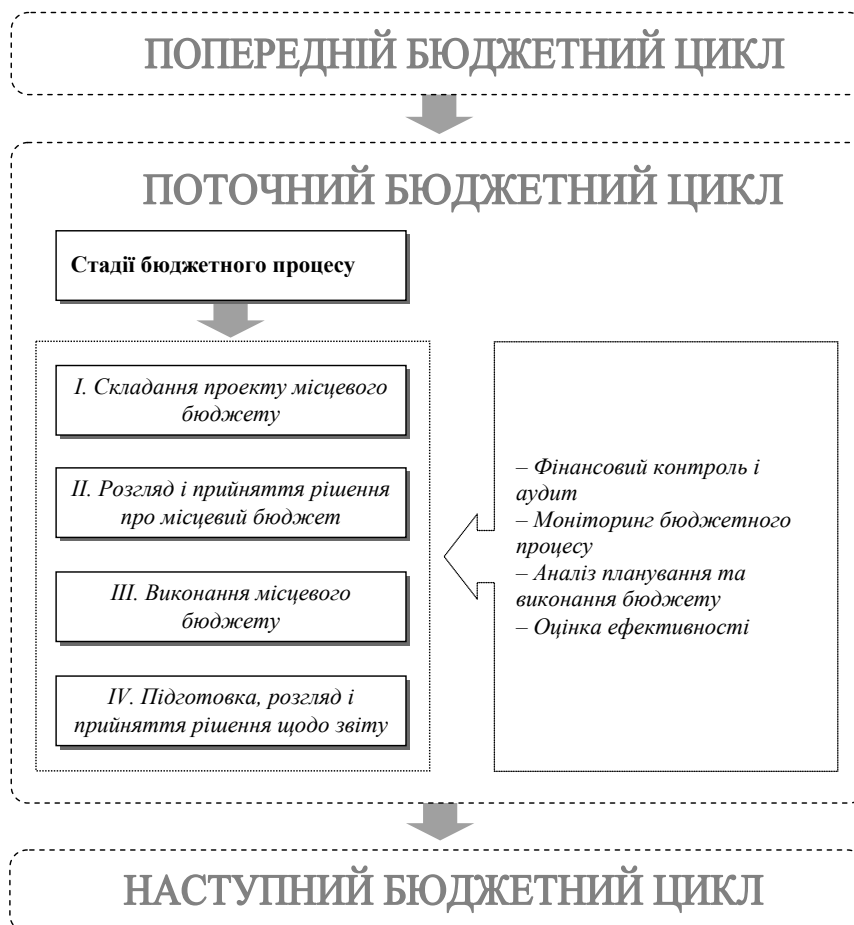 ПОПЕРЕДНІЙ БЮДЖЕТНИЙ ЦИКЛ
ПОТОЧНИЙ БЮДЖЕТНИЙ ЦИКЛ
Стадії бюджетного процесу
І. Складання проекту місцевого
бюджету
ІІ. Розгляд і прийняття рішення
про місцевий бюджет
ІІІ. Виконання місцевого
бюджету
IV. Підготовка, розгляд і
прийняття рішення щодо звіту
– Фінансовий контроль і
аудит
– Моніторинг бюджетного
процесу
– Аналіз планування та
виконання бюджету
– Оцінка ефективності
НАСТУПНИЙ БЮДЖЕТНИЙ ЦИКЛ